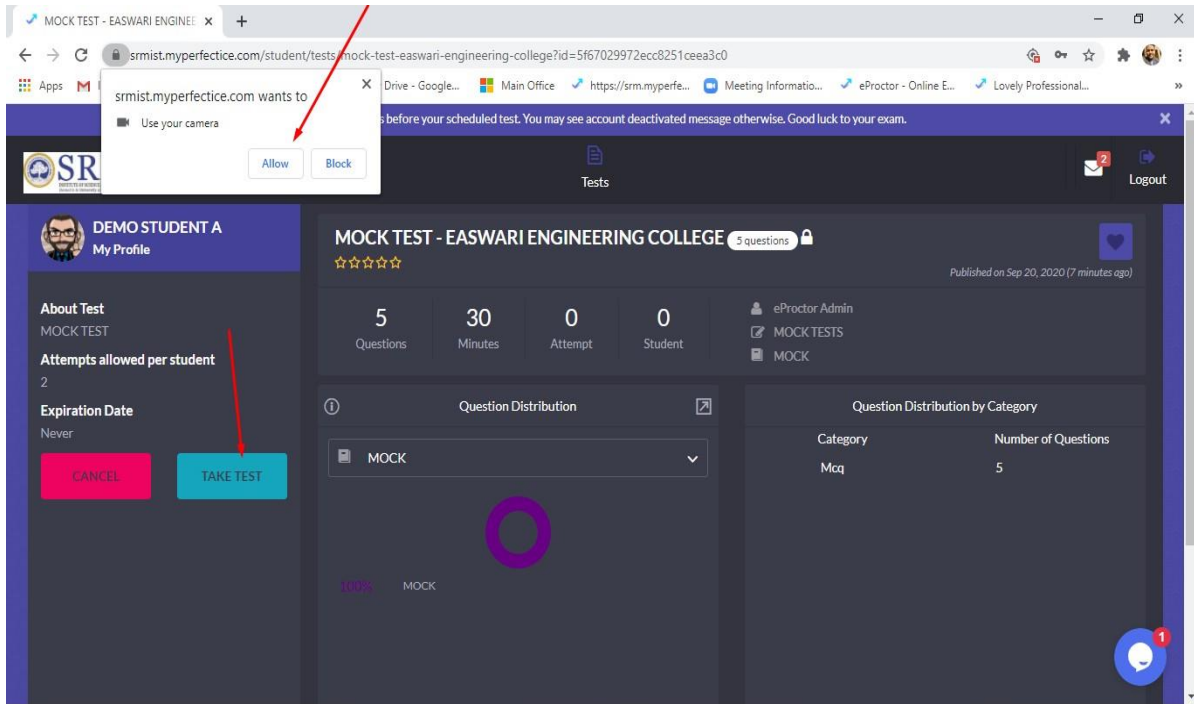 MOCK TEST - EASWARI ENGINEE
srmist.myperfectice.com/student/tests/mock-test-easwari-engineering-college?id=5f67029972ecc8251ceea3c0
Apps
Drive - Google...
Main Office
https://srm.myperfe...
Meeting Informatio...
eProctor - Online E...
Lovely Professional...
»
srmist.myperfectice.com wants to
Use your camera
Allow
Block
before your scheduled test. You may see account deactivated message otherwise. Good luck to your exam.
SR
Tests
2
Logout
DEMO STUDENT A
My Profile
About Test
MOCK TEST
Attempts allowed per student
2
Expiration Date
Never
CANCEL
TAKE TEST
MOCK TEST - EASWARI ENGINEERING COLLEGE 5 questions
Published on Sep 20, 2020 (7 minutes ago)
5
Questions
30
Minutes
0
Attempt
0
Student
eProctor Admin
MOCK TESTS
MOCK
Question Distribution
MOCK
100% MOCK
Question Distribution by Category
Category Number of Questions
Mcq 5
1